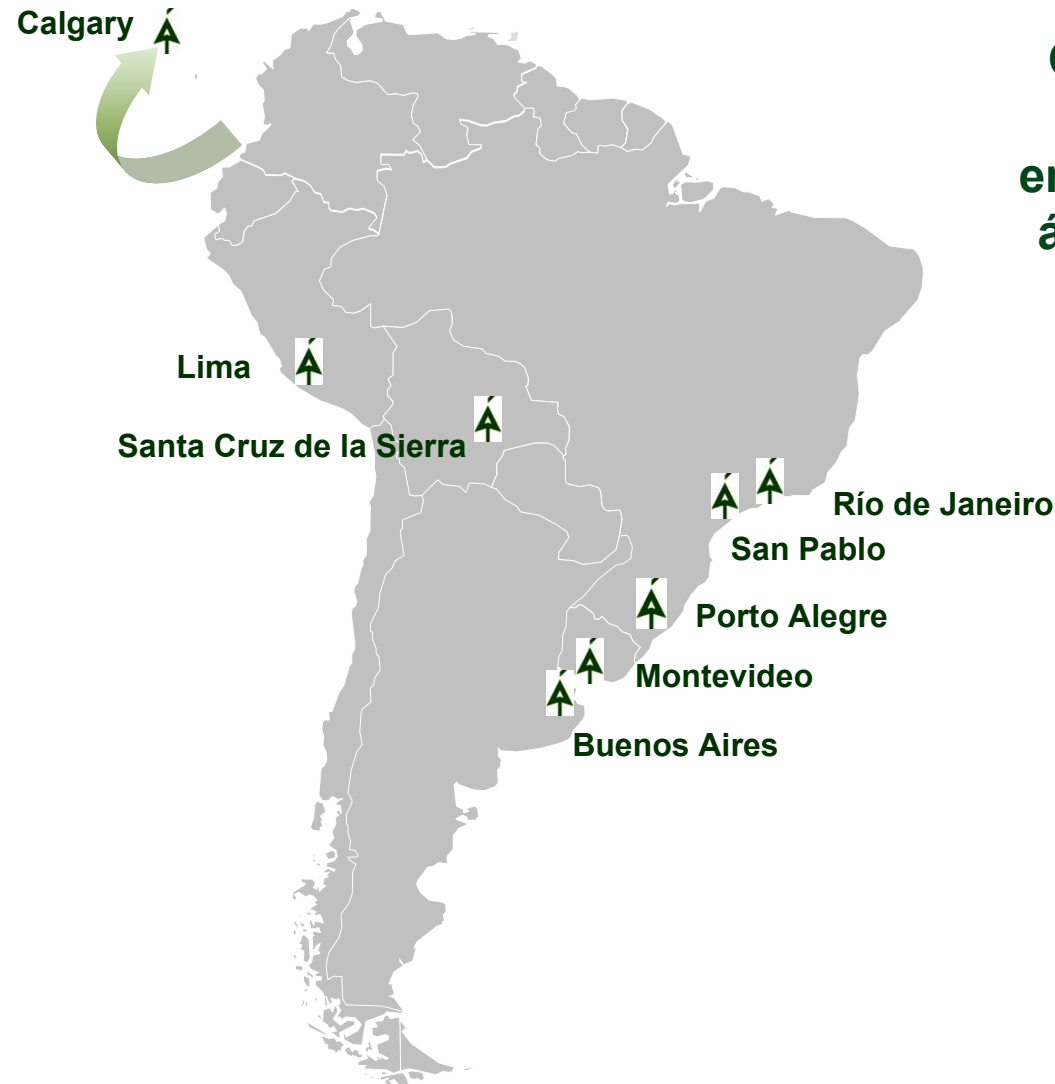 Calgary
Lima
Santa Cruz de la Sierra
Río de Janeiro
San Pablo
Porto Alegre
Montevideo
Buenos Aires